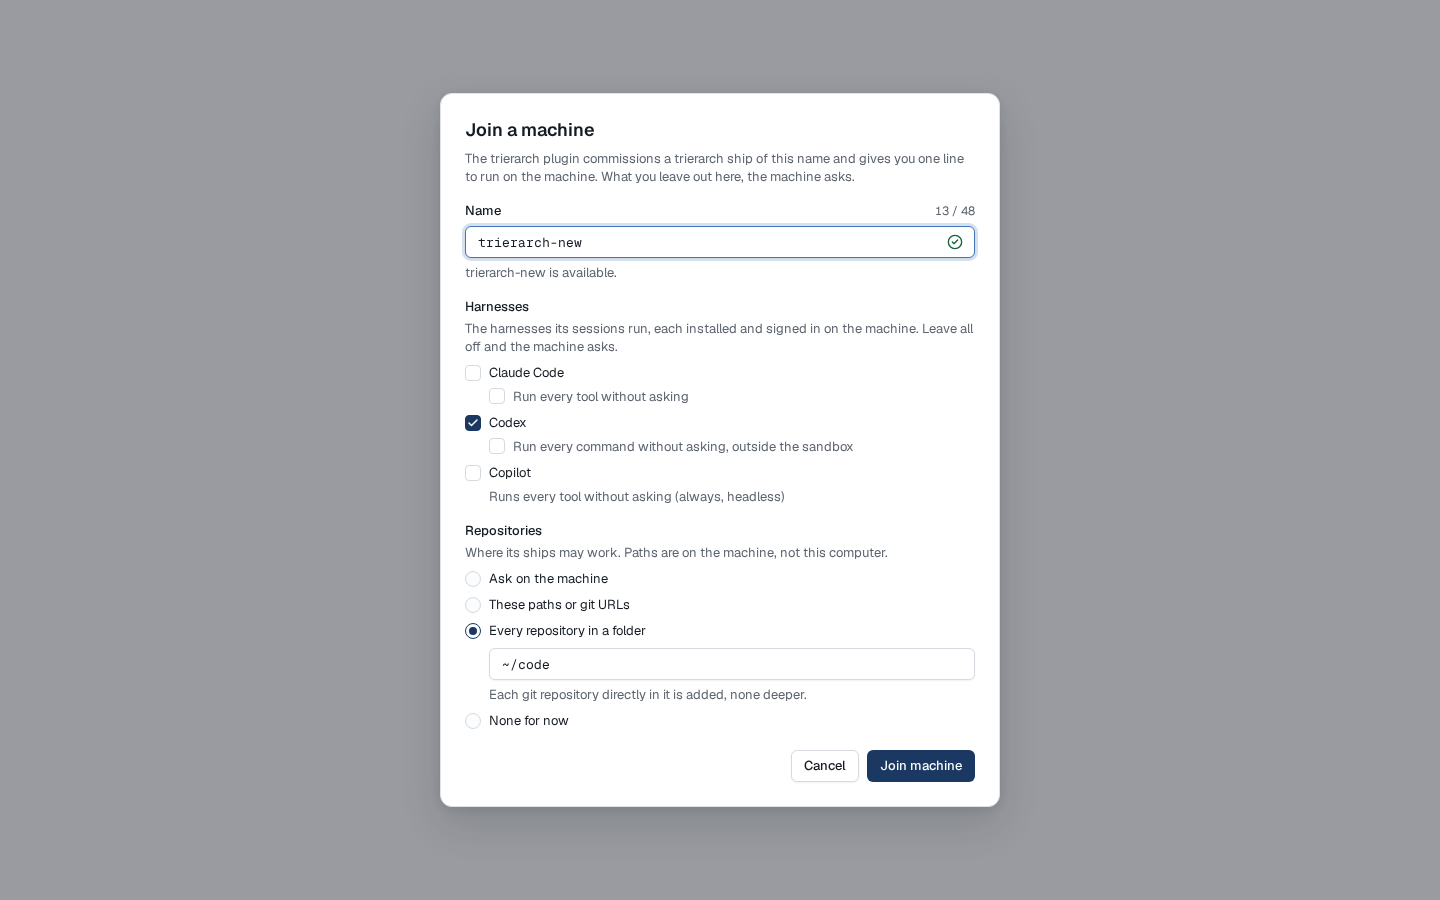 Join a machine
The trierarch plugin commissions a trierarch ship of this name and gives you one line
to run on the machine. What you leave out here, the machine asks.
Name
13 / 48
trierarch-new
trierarch-new is available.
Harnesses
The harnesses its sessions run, each installed and signed in on the machine. Leave all
off and the machine asks.
Claude Code
Run every tool without asking
Codex
Run every command without asking, outside the sandbox
Copilot
Runs every tool without asking (always, headless)
Repositories
Where its ships may work. Paths are on the machine, not this computer.
Ask on the machine
These paths or git URLs
Every repository in a folder
~/code
Each git repository directly in it is added, none deeper.
None for now
Cancel
Join machine